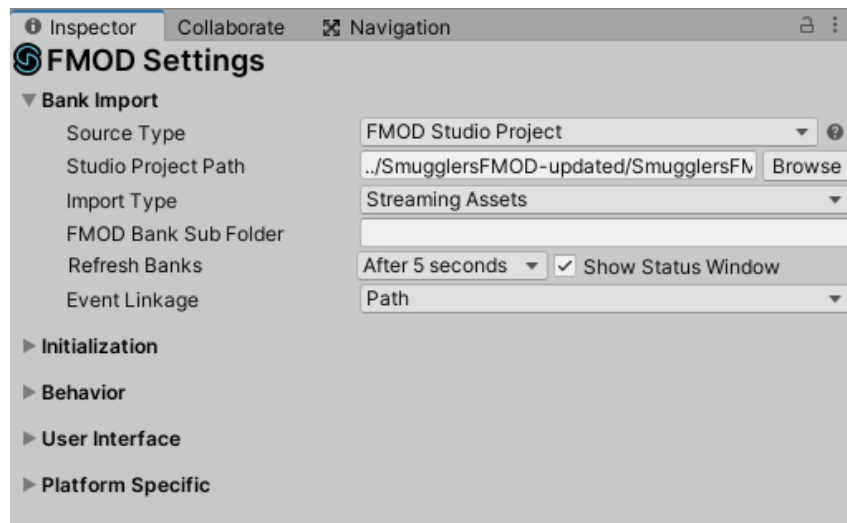 Inspector Collaborate Navigation
FMOD Settings
Bank Import
Source Type FMOD Studio Project
Studio Project Path ../SmugglersFMOD-updated/SmugglersFM Browse
Import Type Streaming Assets
FMOD Bank Sub Folder
Refresh Banks After 5 seconds Show Status Window
Event Linkage Path
Initialization
Behavior
User Interface
Platform Specific